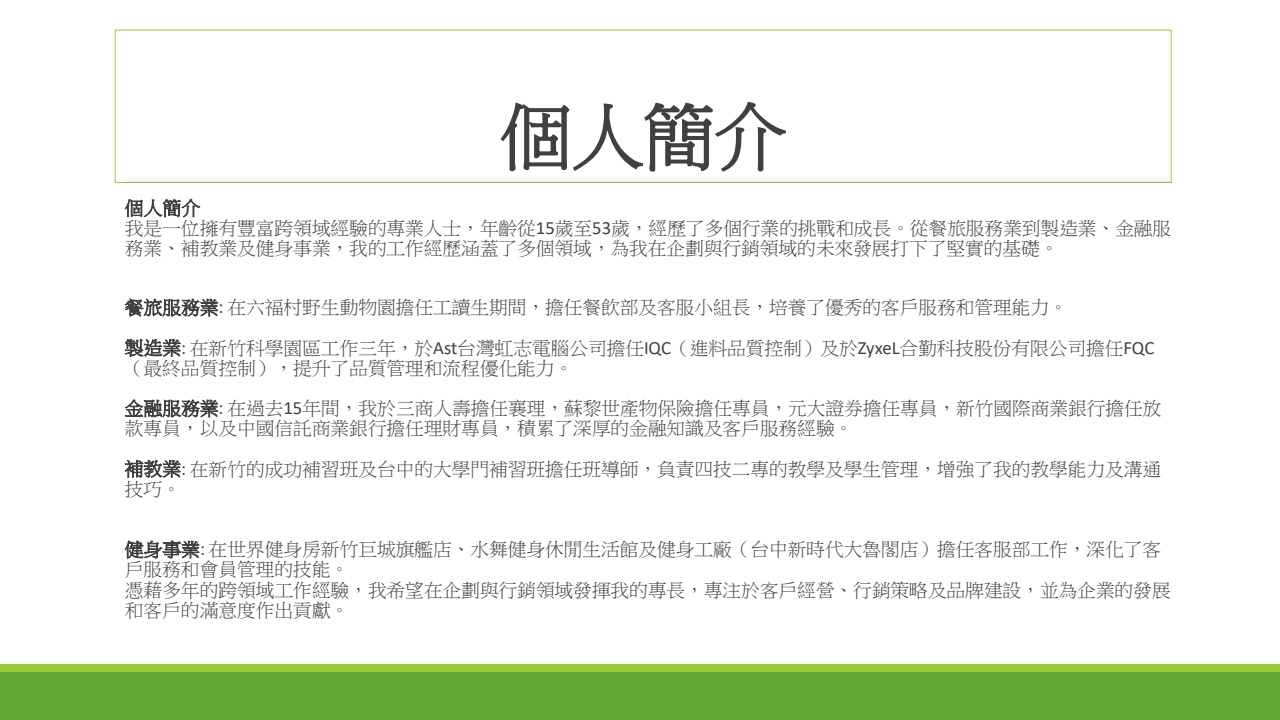 個人簡介
個人簡介
我是一位擁有豐富跨領域經驗的專業人士，年齡從15歲至53歲，經歷了多個行業的挑戰和成長。從餐旅服務業到製造業、金融服
務業、補教業及健身事業，我的工作經歷涵蓋了多個領域，為我在企劃與行銷領域的未來發展打下了堅實的基礎。
餐旅服務業: 在六福村野生動物園擔任工讀生期間，擔任餐飲部及客服小組長，培養了優秀的客戶服務和管理能力。
製造業: 在新竹科學園區工作三年，於Ast台灣虹志電腦公司擔任IQC（進料品質控制）及於ZyxeL合勤科技股份有限公司擔任FQC
（最終品質控制），提升了品質管理和流程優化能力。
金融服務業: 在過去15年間，我於三商人壽擔任襄理，蘇黎世產物保險擔任專員，元大證券擔任專員，新竹國際商業銀行擔任放
款專員，以及中國信託商業銀行擔任理財專員，積累了深厚的金融知識及客戶服務經驗。
補教業: 在新竹的成功補習班及台中的大學門補習班擔任班導師，負責四技二專的教學及學生管理，增強了我的教學能力及溝通
技巧。
健身事業: 在世界健身房新竹巨城旗艦店、水舞健身休閒生活館及健身工廠（台中新時代大魯閣店）擔任客服部工作，深化了客
戶服務和會員管理的技能。
憑藉多年的跨領域工作經驗，我希望在企劃與行銷領域發揮我的專長，專注於客戶經營、行銷策略及品牌建設，並為企業的發展
和客戶的滿意度作出貢獻。